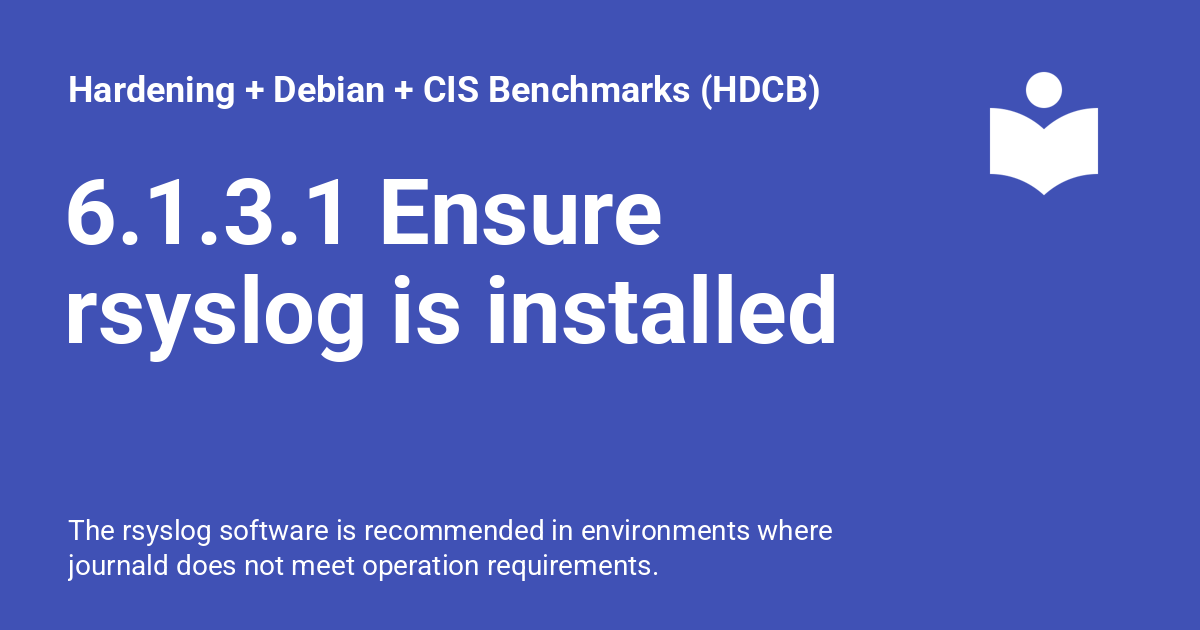 Hardening + Debian + CIS Benchmarks (HDCB)
6.1.3.1 Ensure
rsyslog is installed
The rsyslog software is recommended in environments where
journald does not meet operation requirements.